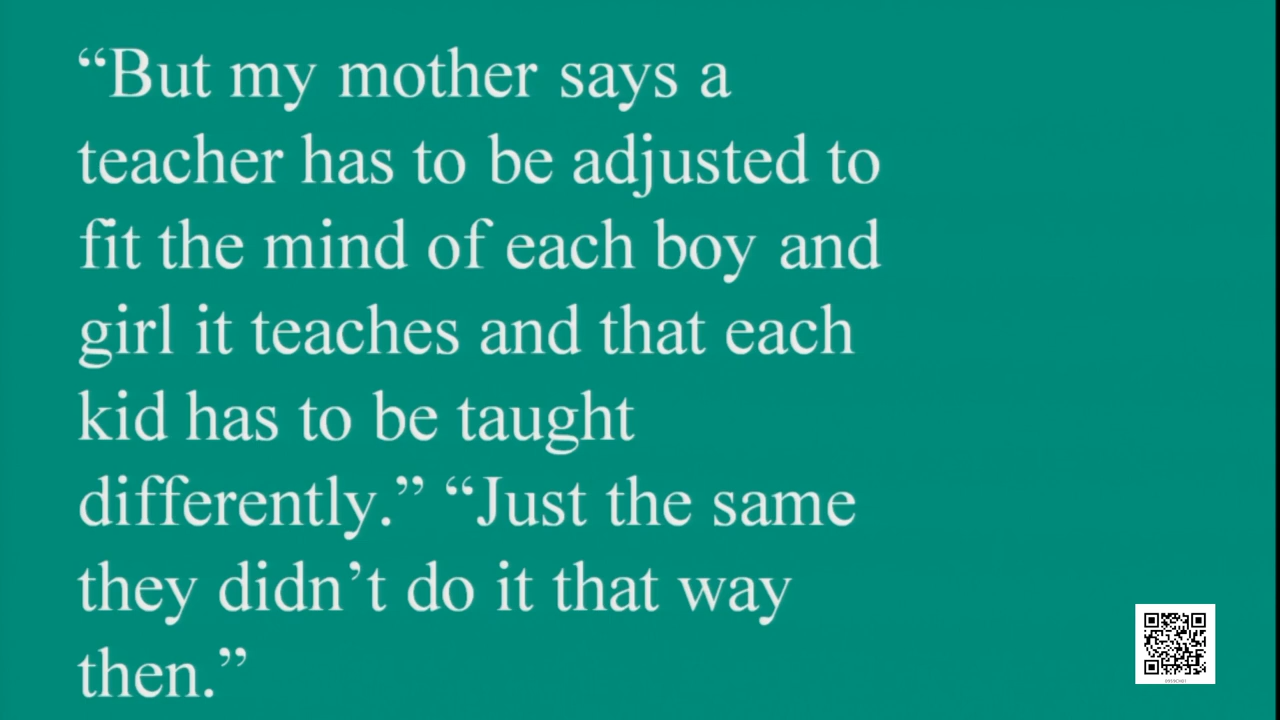 “But my mother says a
teacher has to be adjusted to
fit the mind of each boy and
girl it teaches and that each
kid has to be taught
differently.” “Just the same
they didn’t do it that way
then.”